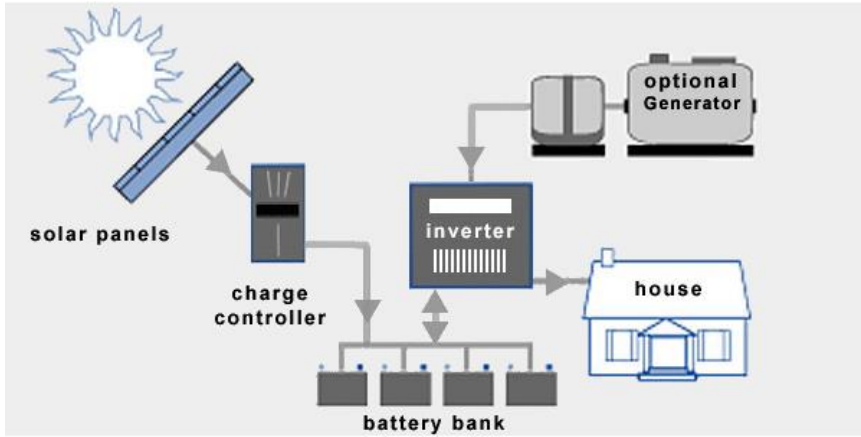 optional
Generator
solar panels
inverter
charge
controller
house
battery bank